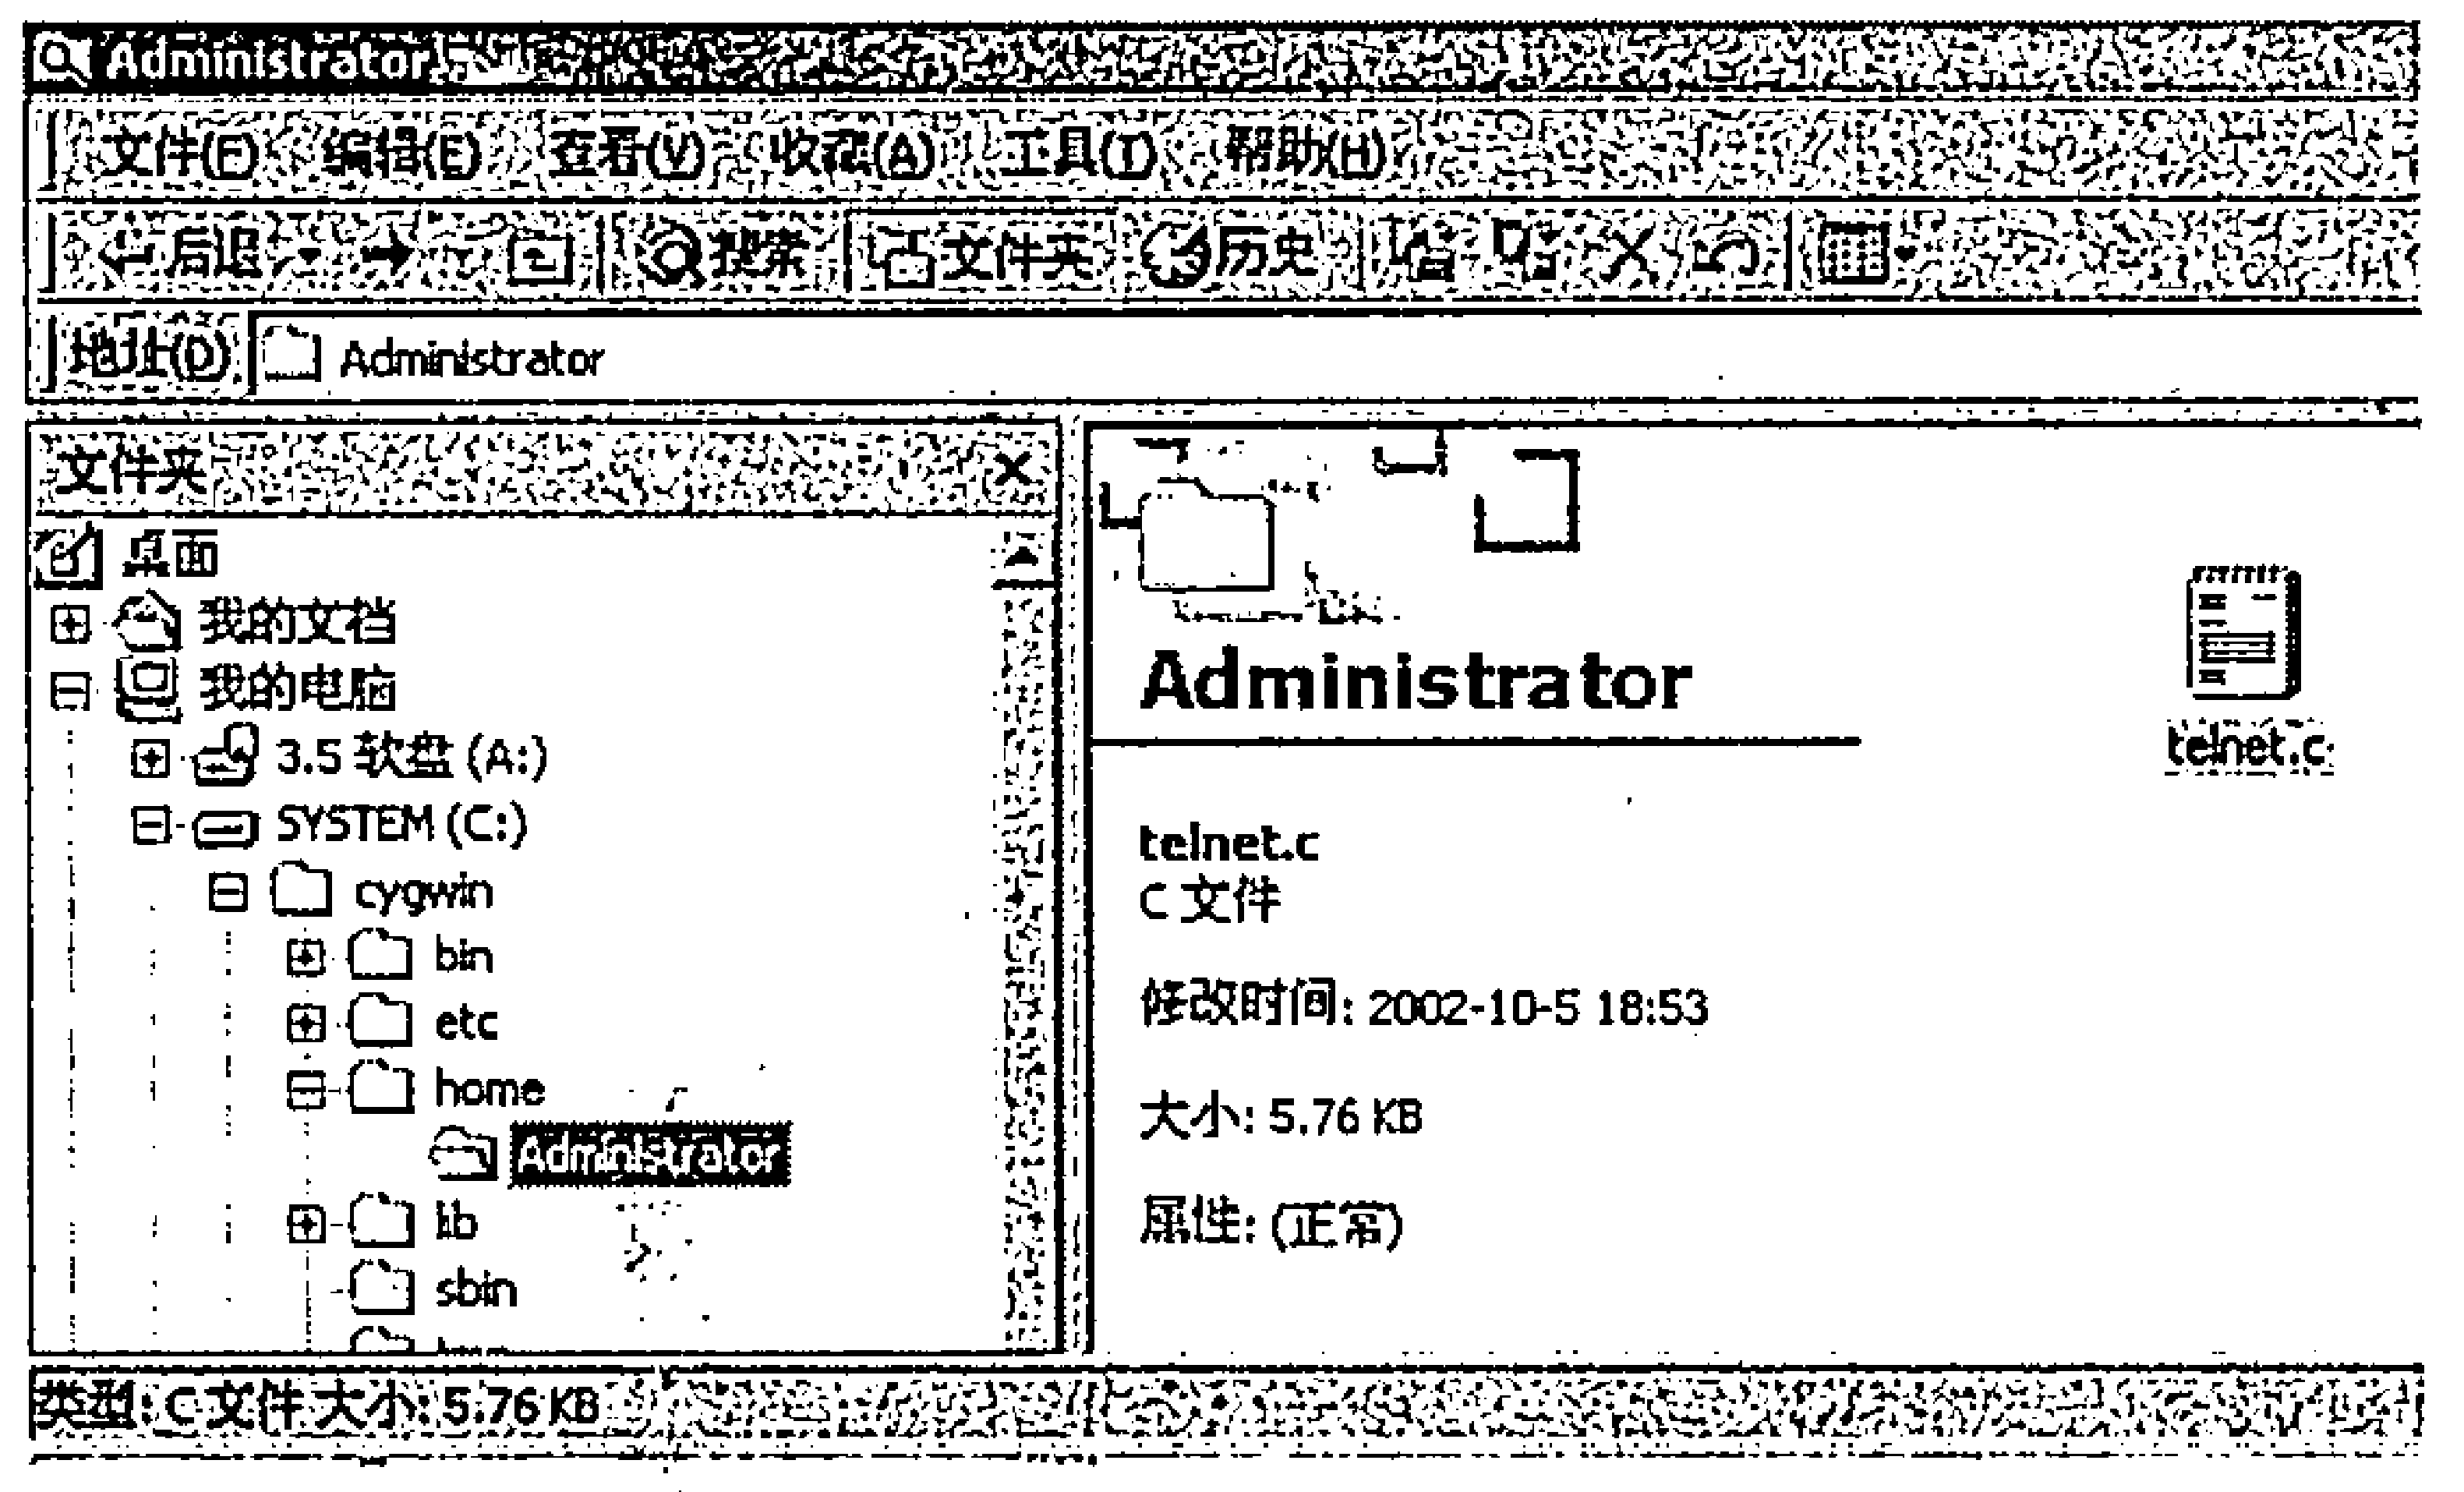 Administrator
文件(F) 编辑(E) 查看(V) 收藏(A) 工具(T) 帮助(H)
后退 搜索 文件夹 历史
地址(D) Administrator
文件夹
桌面
我的文档
我的电脑
3.5 软盘 (A:)
SYSTEM (C:)
cygwin
bin
etc
home
Administrator
lib
sbin
Administrator
telnet.c
telnet.c
C 文件
修改时间: 2002-10-5 18:53
大小: 5.76 KB
属性: (正常)
类型: C 文件 大小: 5.76 KB